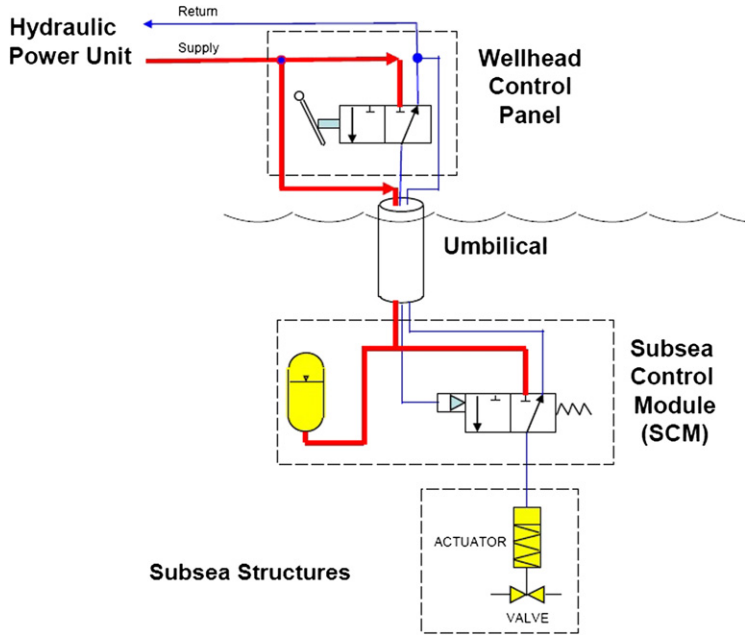 Return
Hydraulic
Power Unit
Supply
Wellhead
Control
Panel
Umbilical
Subsea
Control
Module
(SCM)
ACTUATOR
Subsea Structures
VALVE